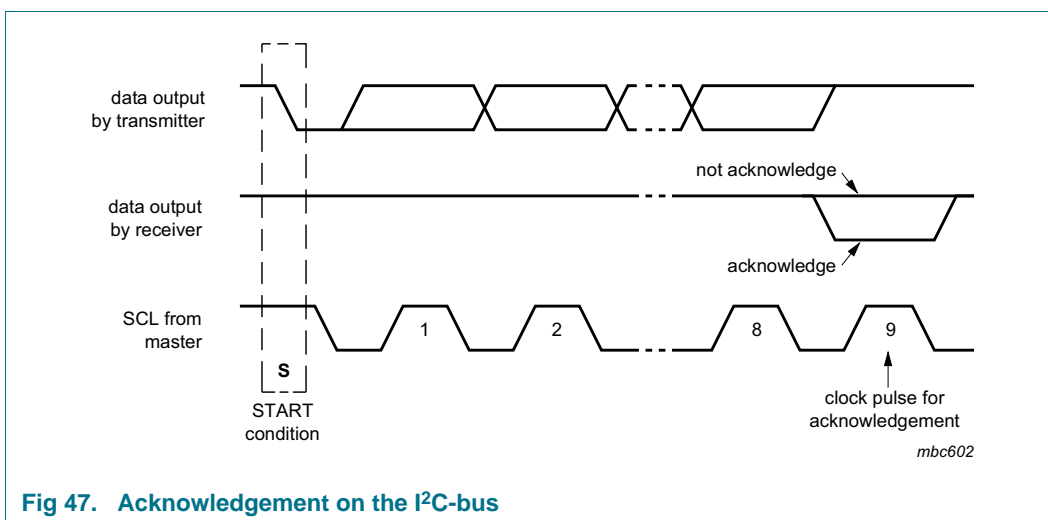 data output
by transmitter
not acknowledge
data output
by receiver
acknowledge
SCL from
master
1
2
8
9
S
START
condition
clock pulse for
acknowledgement
mbc602
Fig 47. Acknowledgement on the I²C-bus